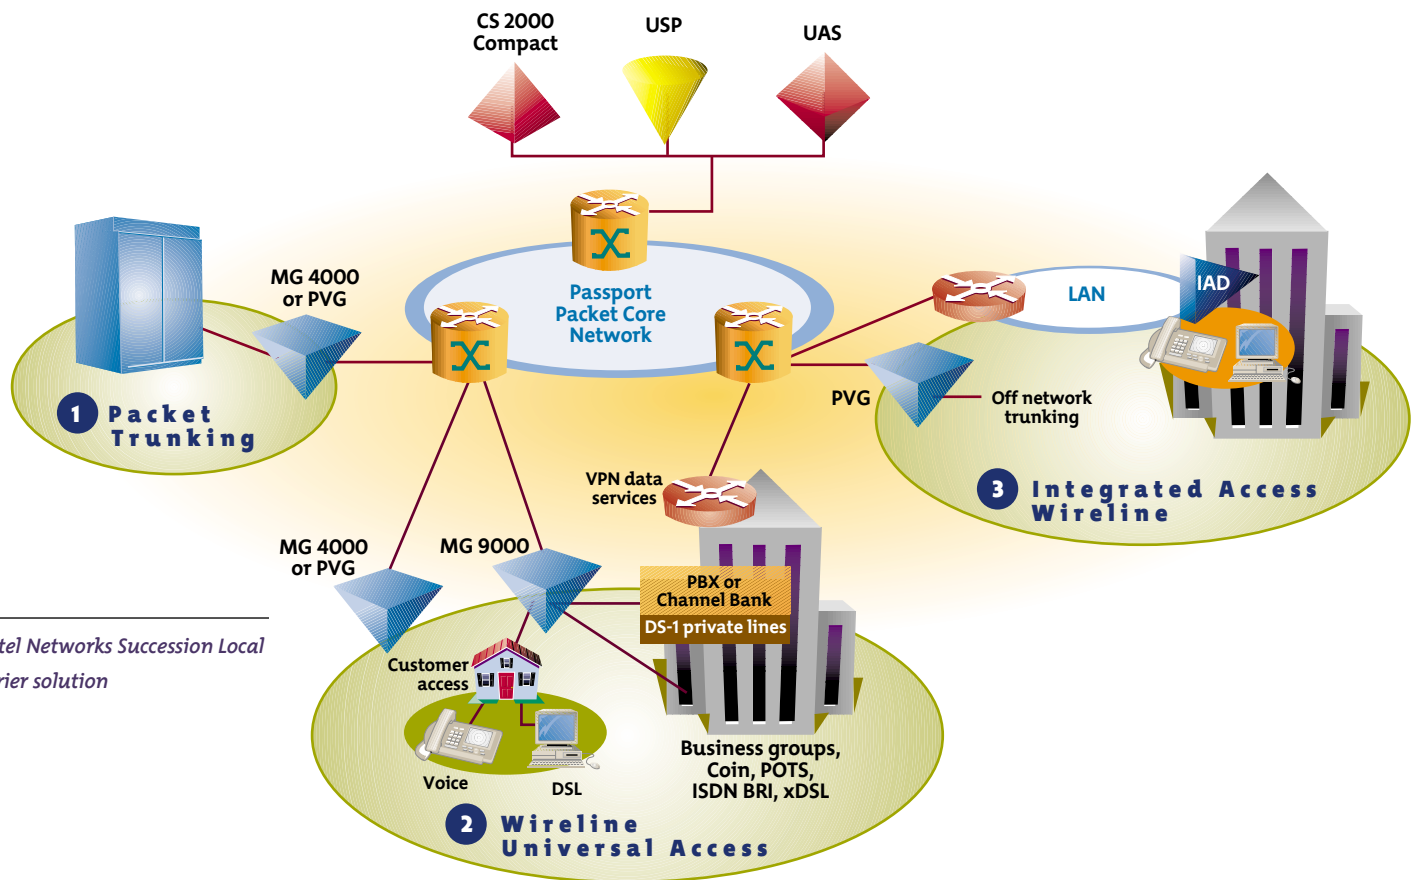 CS 2000
Compact
USP
UAS
MG 4000
or PVG
Passport
Packet Core
Network
LAN
IAD
PVG
Off network
trunking
1 Packet
Trunking
3 Integrated Access
Wireline
VPN data
services
MG 4000
or PVG
MG 9000
PBX or
Channel Bank
DS-1 private lines
tel Networks Succession Local
rier solution
Customer
access
Voice
DSL
Business groups,
Coin, POTS,
ISDN BRI, xDSL
2 Wireline
Universal Access